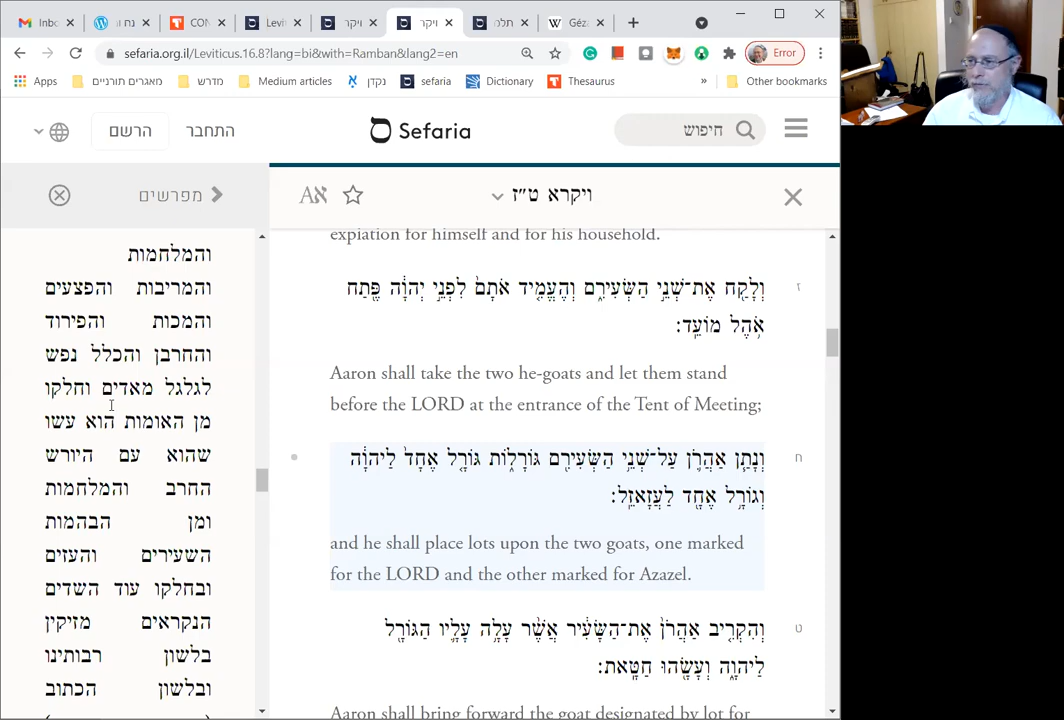 Inbox
CON
Levit
ויקר
ויקר
תלמ
Géza
sefaria.org.il/Leviticus.16.8?lang=bi&with=Ramban&lang2=en
Error
Apps
מאגרים תורניים
מדרש
Medium articles
נקדן
sefaria
Dictionary
Thesaurus
»
Other bookmarks
הרשם
התחבר
Sefaria
חיפוש
מפרשים
ויקרא ט״ז
והמלחמות
והמריבות והפצעים
והמכות והפירוד
והחרבן והכלל נפש
לגלגל מאדים וחלקו
מן האומות הוא עשו
שהוא עם היורש
החרב והמלחמות
ומן הבהמות
השעירים והעזים
ובחלקו עוד השדים
הנקראים מזיקין
בלשון רבותינו
ובלשון הכתוב
expiation for himself and for his household.
ז
וְלָקַ֖ח אֶת־שְׁנֵ֣י הַשְּׂעִירִ֑ם וְהֶעֱמִ֤יד אֹתָם֙ לִפְנֵ֣י יְהוָ֔ה פֶּ֖תַח
אֹ֥הֶל מוֹעֵֽד׃
Aaron shall take the two he-goats and let them stand
before the LORD at the entrance of the Tent of Meeting;
ח
וְנָתַ֧ן אַהֲרֹ֛ן עַל־שְׁנֵ֥י הַשְּׂעִירִ֖ם גּוֹרָל֑וֹת גּוֹרָ֤ל אֶחָד֙ לַיהוָ֔ה
וְגוֹרָ֥ל אֶחָ֖ד לַעֲזָאזֵֽל׃
and he shall place lots upon the two goats, one marked
for the LORD and the other marked for Azazel.
ט
וְהִקְרִ֤יב אַהֲרֹן֙ אֶת־הַשָּׂעִ֔יר אֲשֶׁ֨ר עָלָ֥ה עָלָ֛יו הַגּוֹרָ֖ל
לַיהוָ֑ה וְעָשָׂ֖הוּ חַטָּֽאת׃
Aaron shall bring forward the goat designated by lot for